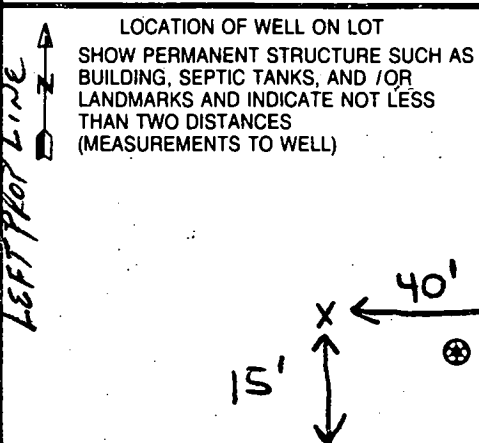 LOCATION OF WELL ON LOT
SHOW PERMANENT STRUCTURE SUCH AS
BUILDING, SEPTIC TANKS, AND /OR
LANDMARKS AND INDICATE NOT LESS
THAN TWO DISTANCES
(MEASUREMENTS TO WELL)
N
LEFT PROP LINE
X
40'
15'